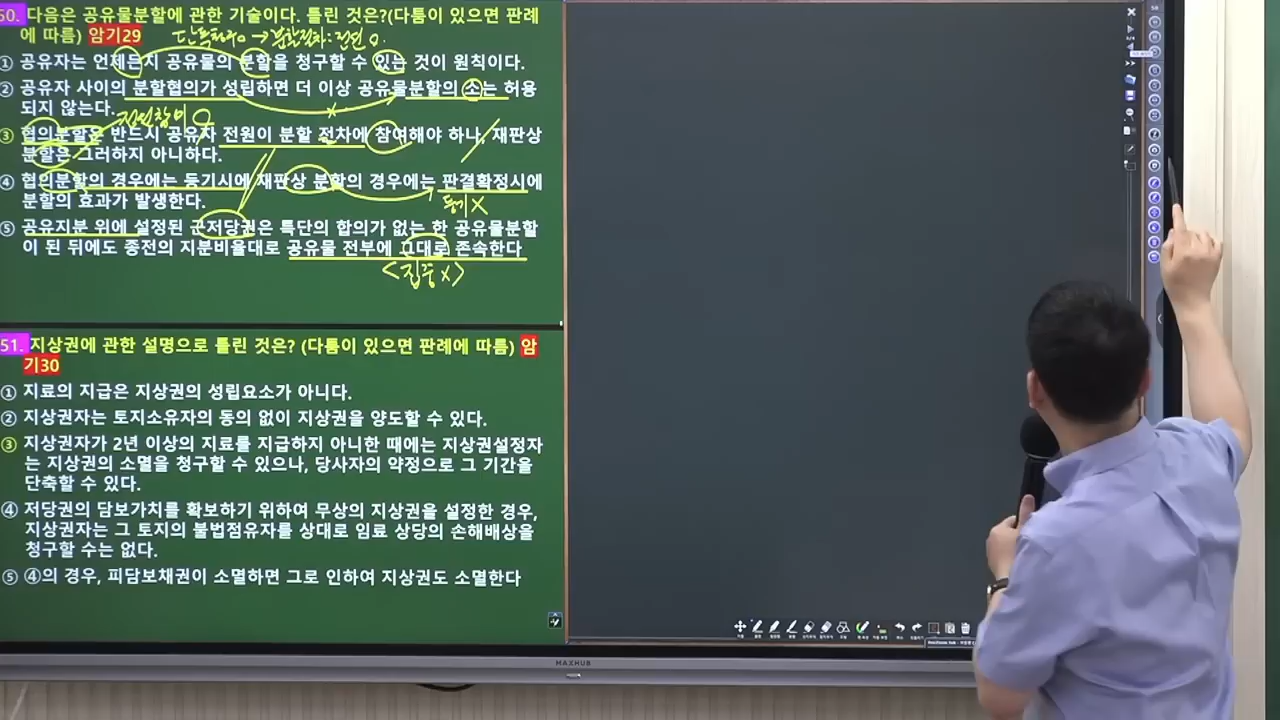 50. 다음은 공유물분할에 관한 기술이다. 틀린 것은?(다툼이 있으면 판례
에 따름) 암기29
단독청구o → 분할절차:전원 o.
① 공유자는 언제든지 공유물의 분할을 청구할 수 있는 것이 원칙이다.
② 공유자 사이의 분할협의가 성립하면 더 이상 공유물분할의 소는 허용
되지 않는다.
전원참여 O
③ 협의분할은 반드시 공유자 전원이 분할 절차에 참여해야 하나, 재판상
분할은 그러하지 아니하다.
④ 협의분할의 경우에는 등기시에 재판상 분할의 경우에는 판결확정시에
분할의 효과가 발생한다.
등기X
⑤ 공유지분 위에 설정된 근저당권은 특단의 합의가 없는 한 공유물분할
이 된 뒤에도 종전의 지분비율대로 공유물 전부에 그대로 존속한다
<집중X>
51. 지상권에 관한 설명으로 틀린 것은? (다툼이 있으면 판례에 따름) 암
기30
① 지료의 지급은 지상권의 성립요소가 아니다.
② 지상권자는 토지소유자의 동의 없이 지상권을 양도할 수 있다.
③ 지상권자가 2년 이상의 지료를 지급하지 아니한 때에는 지상권설정자
는 지상권의 소멸을 청구할 수 있으나, 당사자의 약정으로 그 기간을
단축할 수 있다.
④ 저당권의 담보가치를 확보하기 위하여 무상의 지상권을 설정한 경우,
지상권자는 그 토지의 불법점유자를 상대로 임료 상당의 손해배상을
청구할 수는 없다.
⑤ ④의 경우, 피담보채권이 소멸하면 그로 인하여 지상권도 소멸한다
MAXHUB